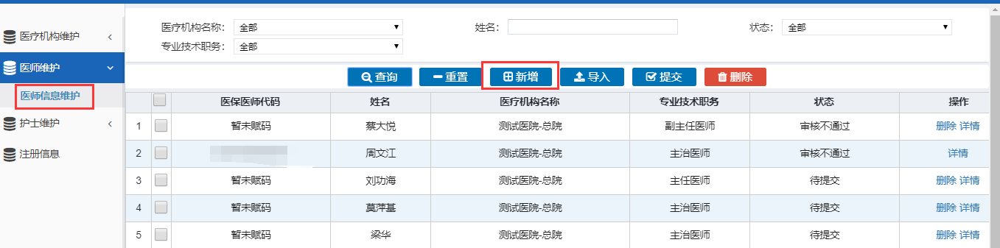 医疗机构维护
医师维护
医师信息维护
护士维护
注册信息
医疗机构名称： 全部 姓名： 状态： 全部
专业技术职务： 全部
查询 重置 新增 导入 提交 删除
医保医师代码 姓名 医疗机构名称 专业技术职务 状态 操作
1 暂未赋码 蔡大悦 测试医院-总院 副主任医师 审核不通过 删除 详情
2 周文江 测试医院-总院 主治医师 审核不通过 详情
3 暂未赋码 刘功海 测试医院-总院 主任医师 待提交 删除 详情
4 暂未赋码 莫萍基 测试医院-总院 主治医师 待提交 删除 详情
5 暂未赋码 梁华 测试医院-总院 主治医师 待提交 删除 详情